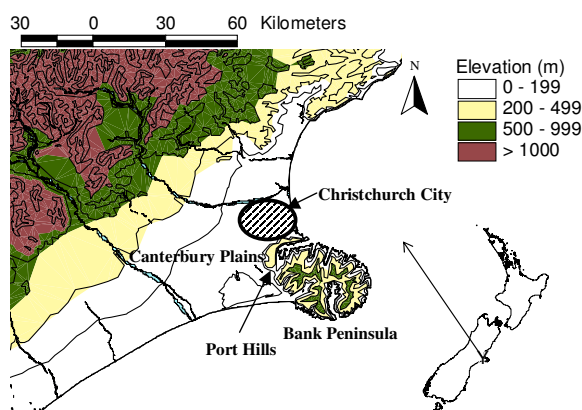 30 0 30 60 Kilometers
N
Elevation (m)
0 - 199
200 - 499
500 - 999
> 1000
Christchurch City
Canterbury Plains
Bank Peninsula
Port Hills